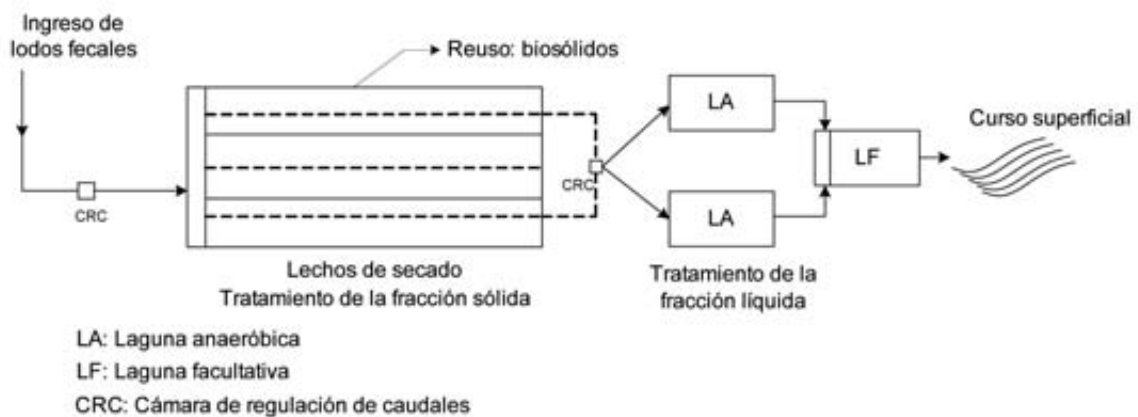 Ingreso de
lodos fecales
Reuso: biosólidos
CRC
CRC
LA
LA
LF
Curso superficial
Lechos de secado
Tratamiento de la fracción sólida
Tratamiento de la
fracción líquida
LA: Laguna anaeróbica
LF: Laguna facultativa
CRC: Cámara de regulación de caudales